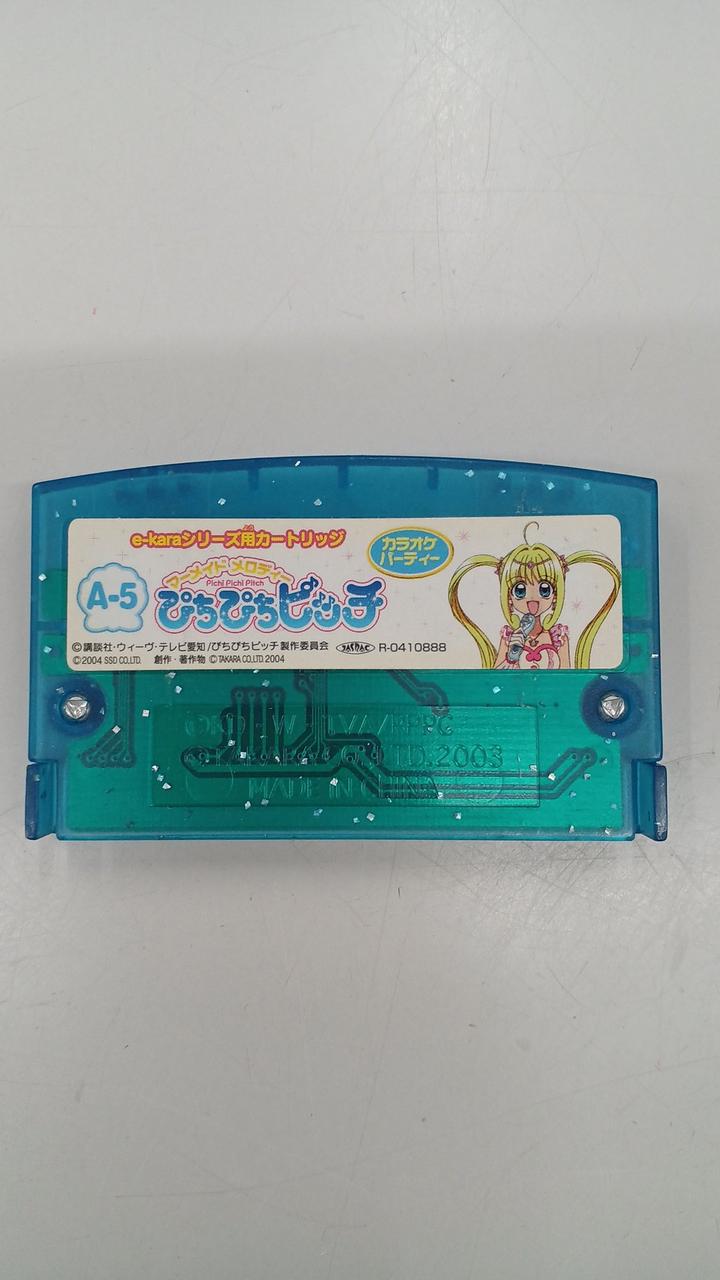 e-karaシリーズ用カートリッジ
よう
カラオケ
パーティー
A-5
マーメイド メロディー
Pichi Pichi Pitch
ぴちぴちピッチ
©講談社・ウィーヴ・テレビ愛知/ぴちぴちピッチ製作委員会 JASRAC R-0410888
©2004 SSD CO.LTD. 創作・著作物 ©TAKARA CO.,LTD. 2004
LTD.2003
MADE IN CHINA